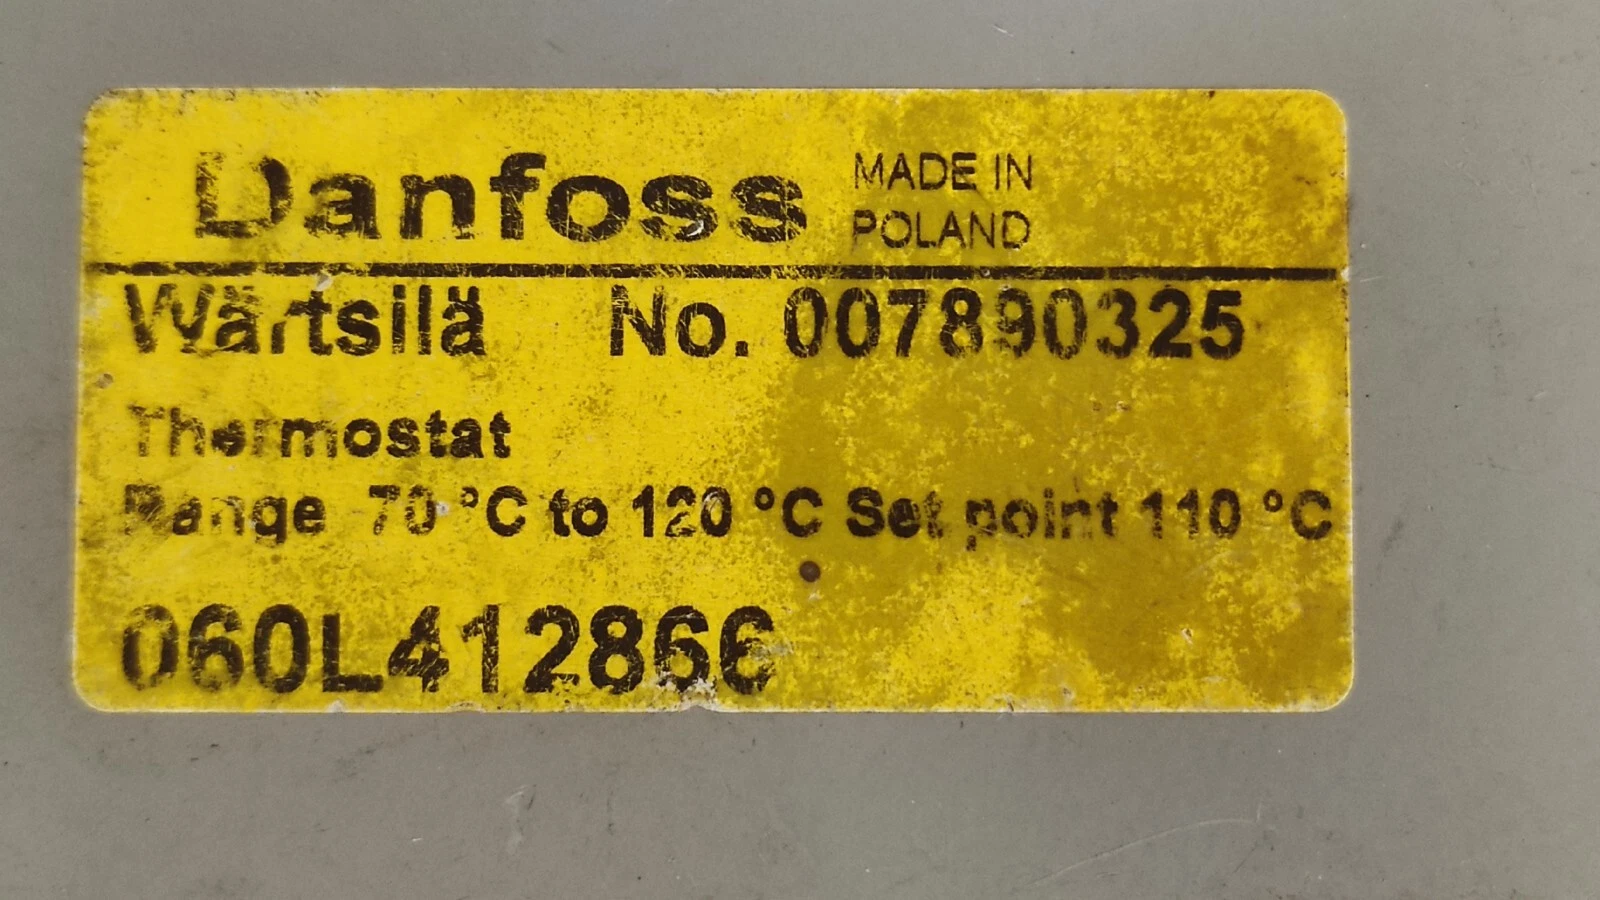 Danfoss MADE IN POLAND
Wärtsilä No. 007890325
Thermostat
Range 70 °C to 120 °C Set point 110 °C
060L412866